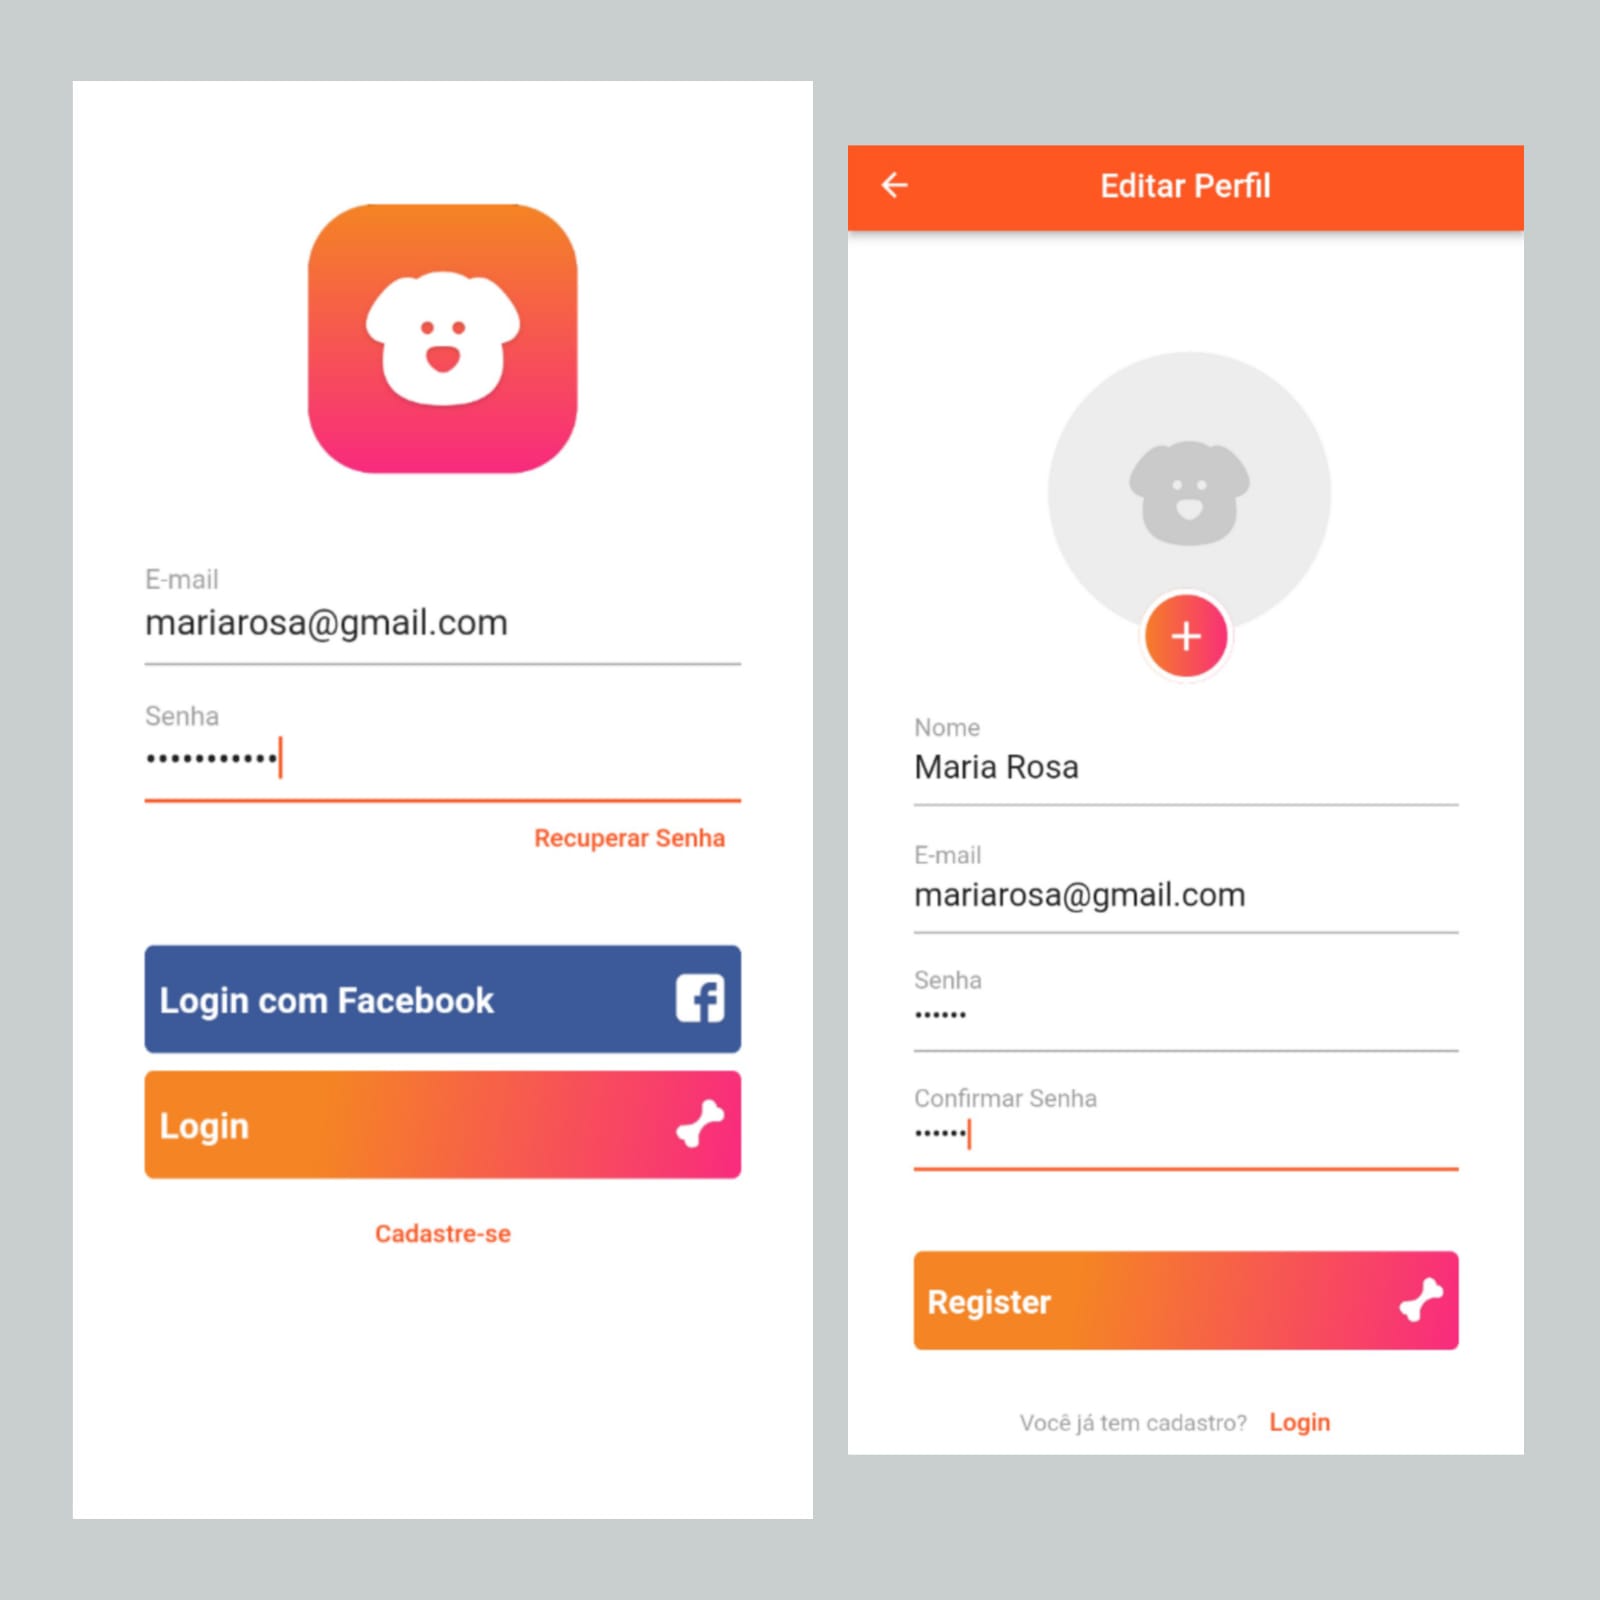 E-mail
mariarosa@gmail.com
Senha
•••••••••••
Recuperar Senha
Login com Facebook
Login
Cadastre-se
Editar Perfil
Nome
Maria Rosa
E-mail
mariarosa@gmail.com
Senha
••••••
Confirmar Senha
••••••
Register
Você já tem cadastro? Login